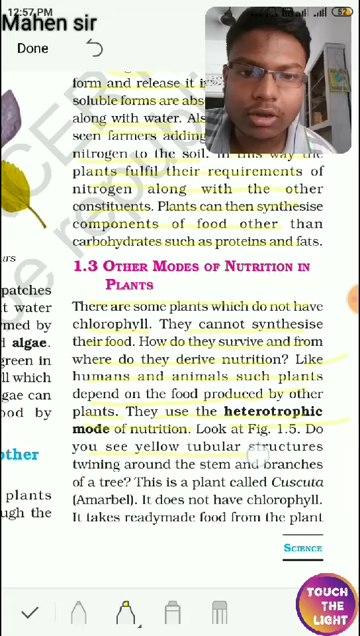 12:57 PM
52
Mahen sir
Done
form and release it i
soluble forms are abs
along with water. Als
seen farmers adding
nitrogen to the soil. In this way the
plants fulfil their requirements of
nitrogen along with the other
constituents. Plants can then synthesise
components of food other than
carbohydrates such as proteins and fats.
1.3 OTHER MODES OF NUTRITION IN
PLANTS
There are some plants which do not have
chlorophyll. They cannot synthesise
their food. How do they survive and from
where do they derive nutrition? Like
humans and animals such plants
depend on the food produced by other
plants. They use the heterotrophic
mode of nutrition. Look at Fig. 1.5. Do
you see yellow tubular structures
twining around the stem and branches
of a tree? This is a plant called Cuscuta
(Amarbel). It does not have chlorophyll.
It takes readymade food from the plant
SCIENCE
patches
t water
rmed by
d algae.
green in
ll which
gae can
ood by
other
plants
ugh the
TOUCH
THE
LIGHT